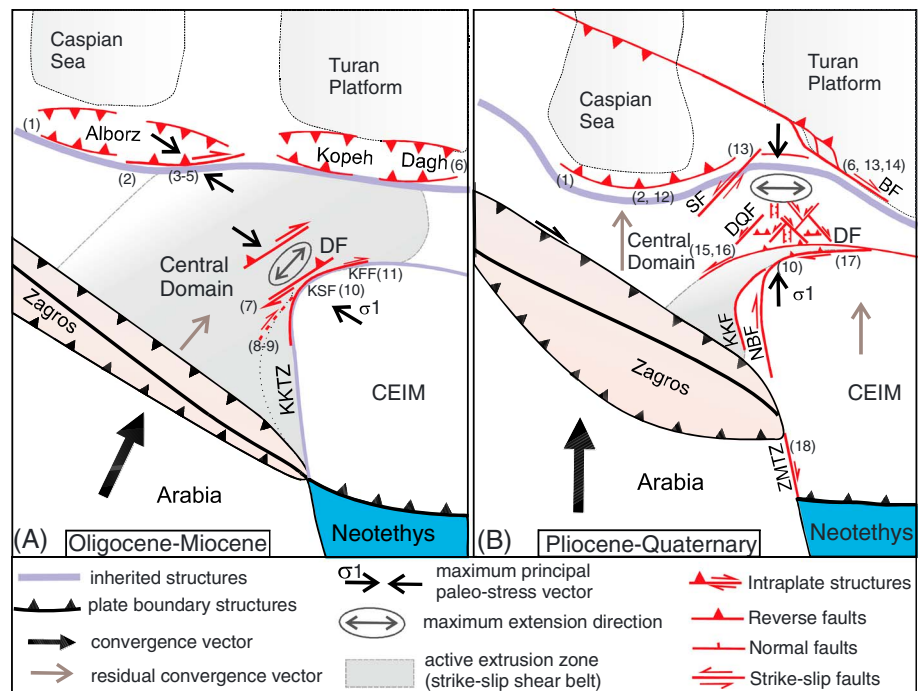 Caspian
Sea
Turan
Platform
(1)
Alborz
(2)
(3-5)
Kopeh
Dagh
(6)
Central
Domain
DF
KFF
(11)
KSF
(10)
(7)
σ1
(8-9)
KKTZ
Zagros
CEIM
Arabia
Neotethys
(A)
Oligocene-Miocene
Turan
Platform
Caspian
Sea
(13)
(1)
(2, 12)
(6, 13,14)
SF
BF
DQF
DF
Central
Domain
(15, 16)
(10)
(17)
σ1
KKF
NBF
Zagros
CEIM
ZMTZ
(18)
Arabia
Neotethys
(B)
Pliocene-Quaternary
inherited structures
plate boundary structures
convergence vector
residual convergence vector
σ1
maximum principal
paleo-stress vector
maximum extension direction
active extrusion zone
(strike-slip shear belt)
Intraplate structures
Reverse faults
Normal faults
Strike-slip faults